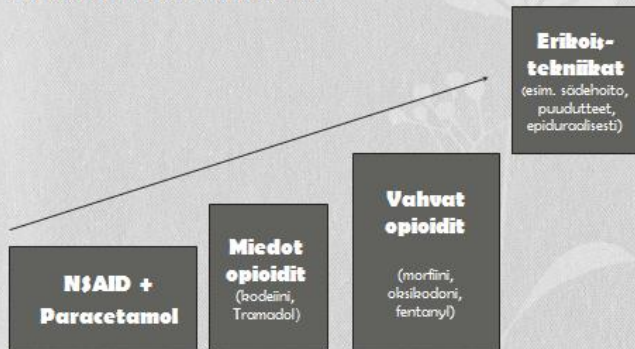 NSAID +
Paracetamol
Miedot
opioidit
(kodeiini,
Tramadol)
Vahvat
opioidit
(morfiini,
oksikodoni,
fentanyl)
Erikois-
tekniikat
(esim. sädehoito,
puudutteet,
epiduraalisesti)